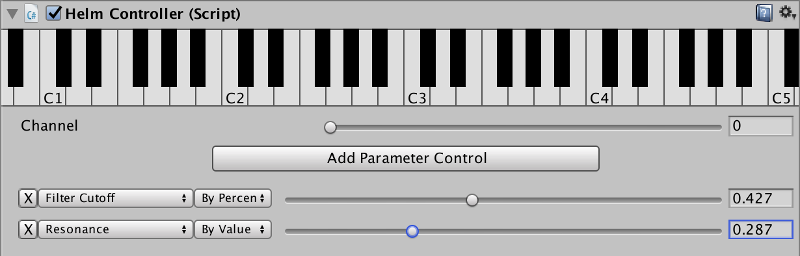 C# Helm Controller (Script)
C1 C2 C3 C4 C5
Channel 0
Add Parameter Control
X Filter Cutoff By Percen 0.427
X Resonance By Value 0.287